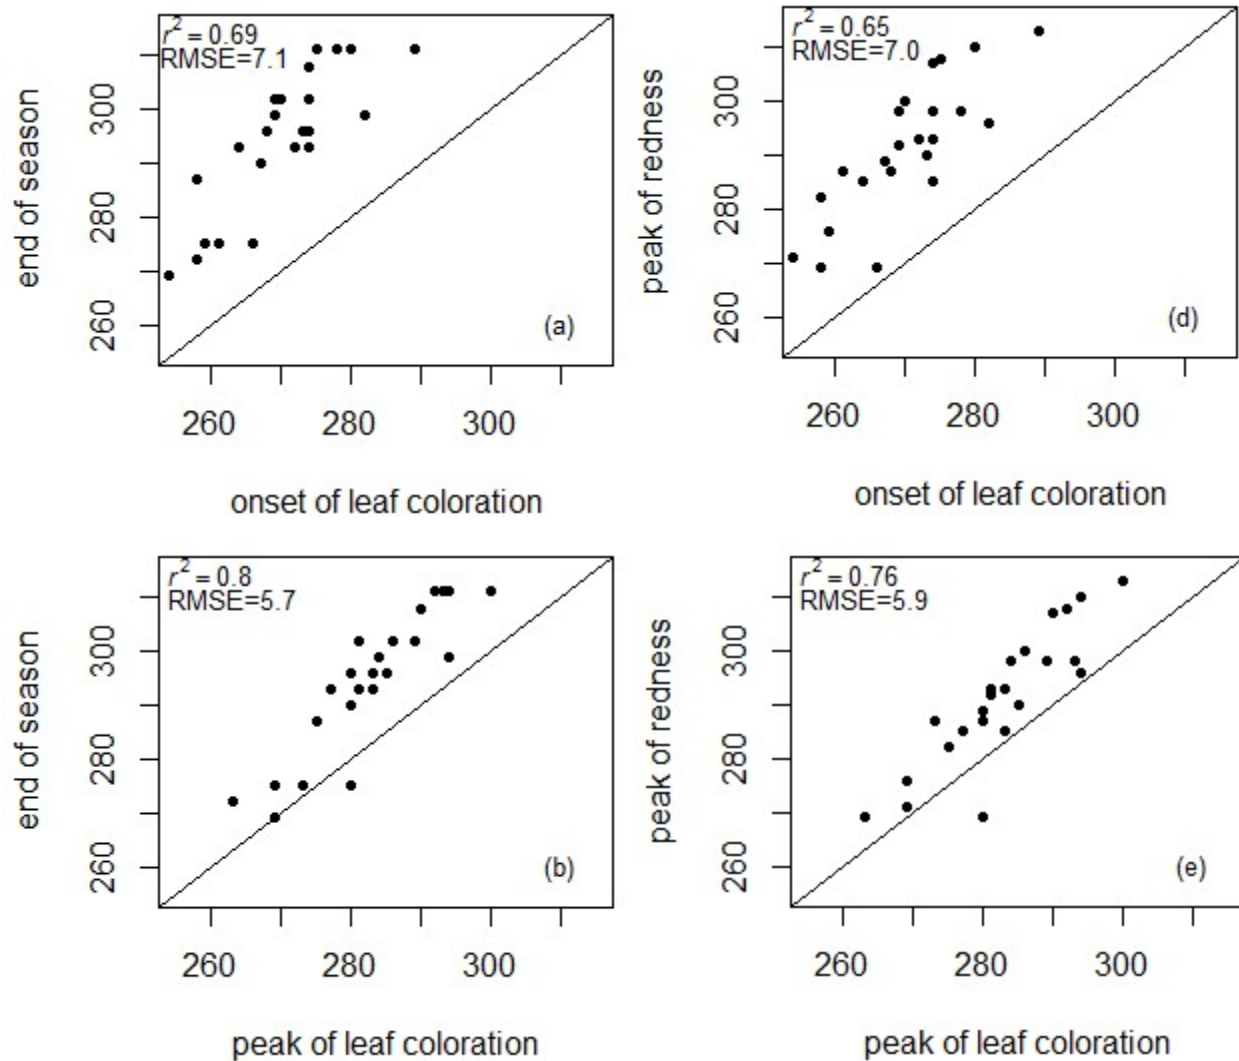 r² = 0.69
RMSE=7.1
end of season
300
280
260
(a)
260 280 300
onset of leaf coloration
r² = 0.65
RMSE=7.0
peak of redness
300
280
260
(d)
260 280 300
onset of leaf coloration
r² = 0.8
RMSE=5.7
end of season
300
280
260
(b)
260 280 300
peak of leaf coloration
r² = 0.76
RMSE=5.9
peak of redness
300
280
260
(e)
260 280 300
peak of leaf coloration